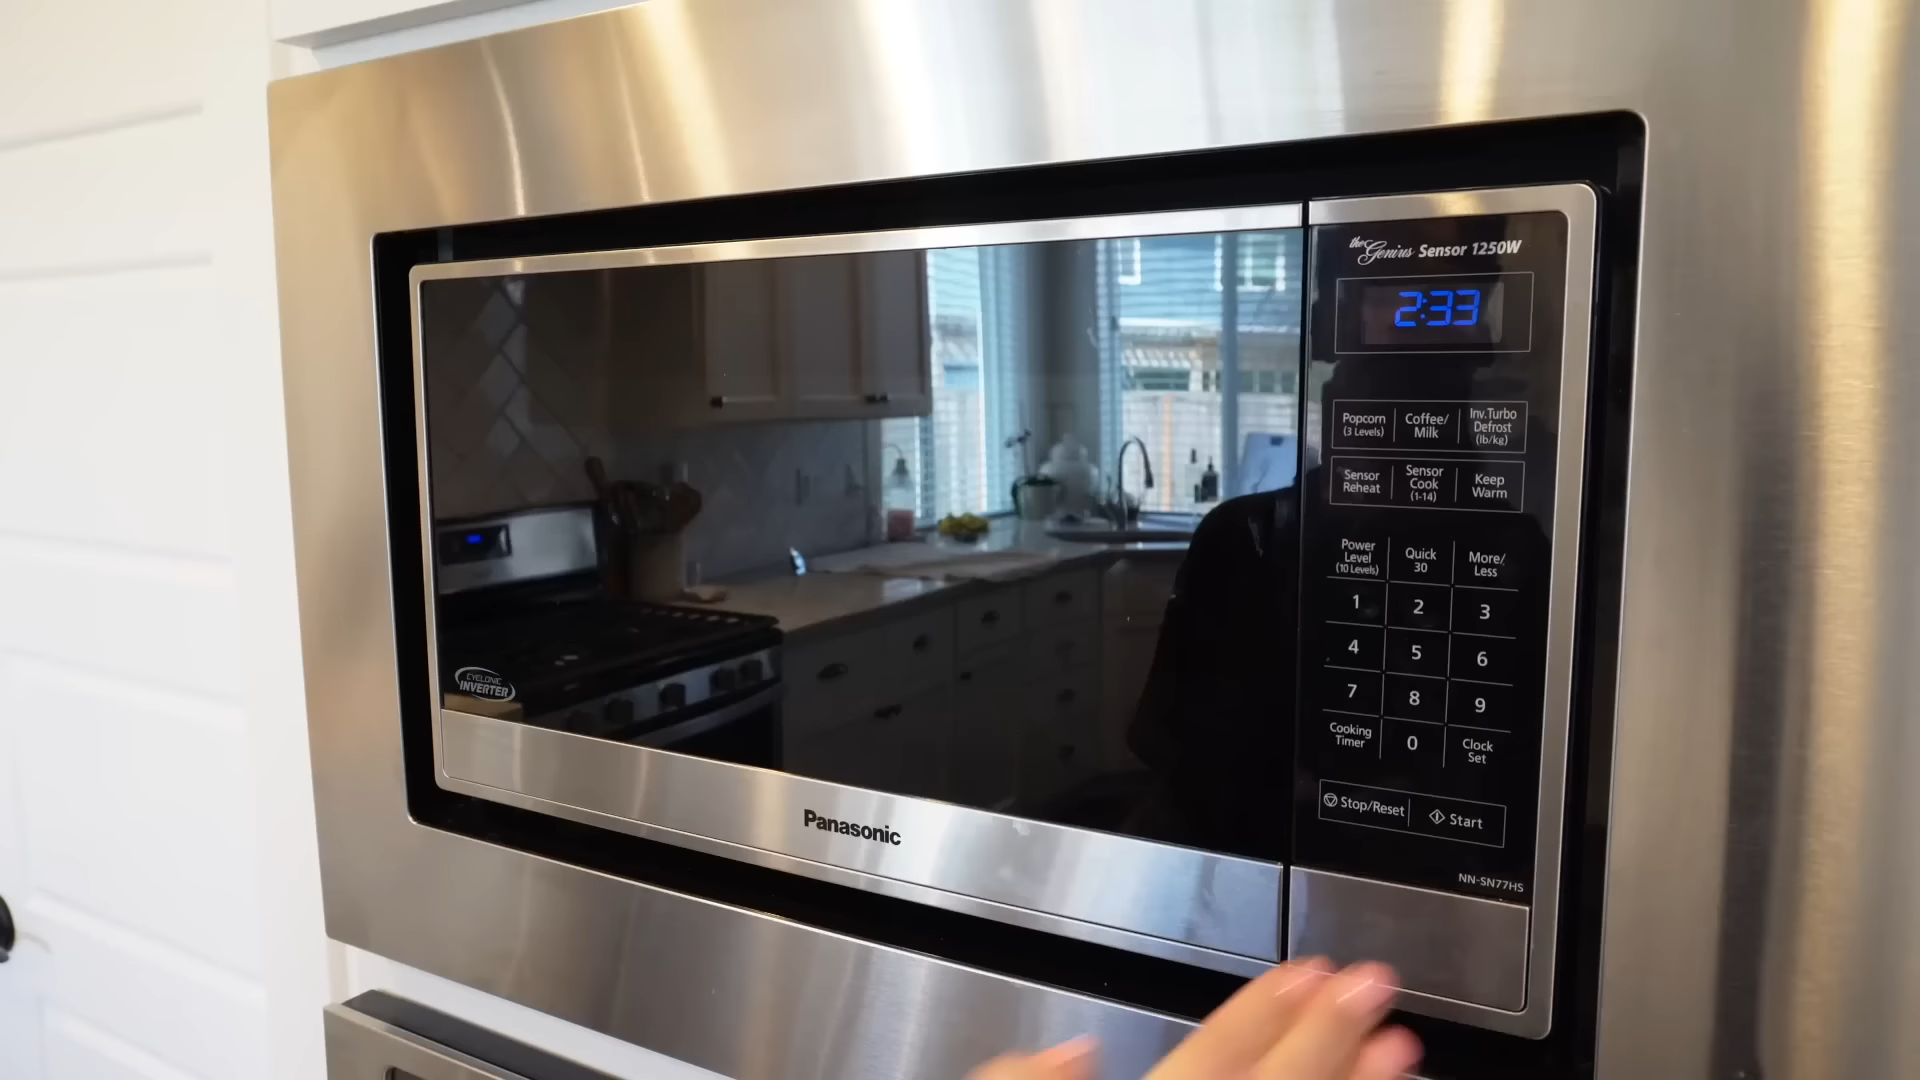 the Genius Sensor 1250W
2:33
Popcorn
(3 Levels)
Coffee/
Milk
Inv.Turbo
Defrost
(lb/kg)
Sensor
Reheat
Sensor
Cook
(1-14)
Keep
Warm
Power
Level
(10 Levels)
Quick
30
More/
Less
1 2 3
4 5 6
7 8 9
Cooking
Timer
0
Clock
Set
Stop/Reset
Start
NN-SN77HS
CYCLONIC
INVERTER
Panasonic